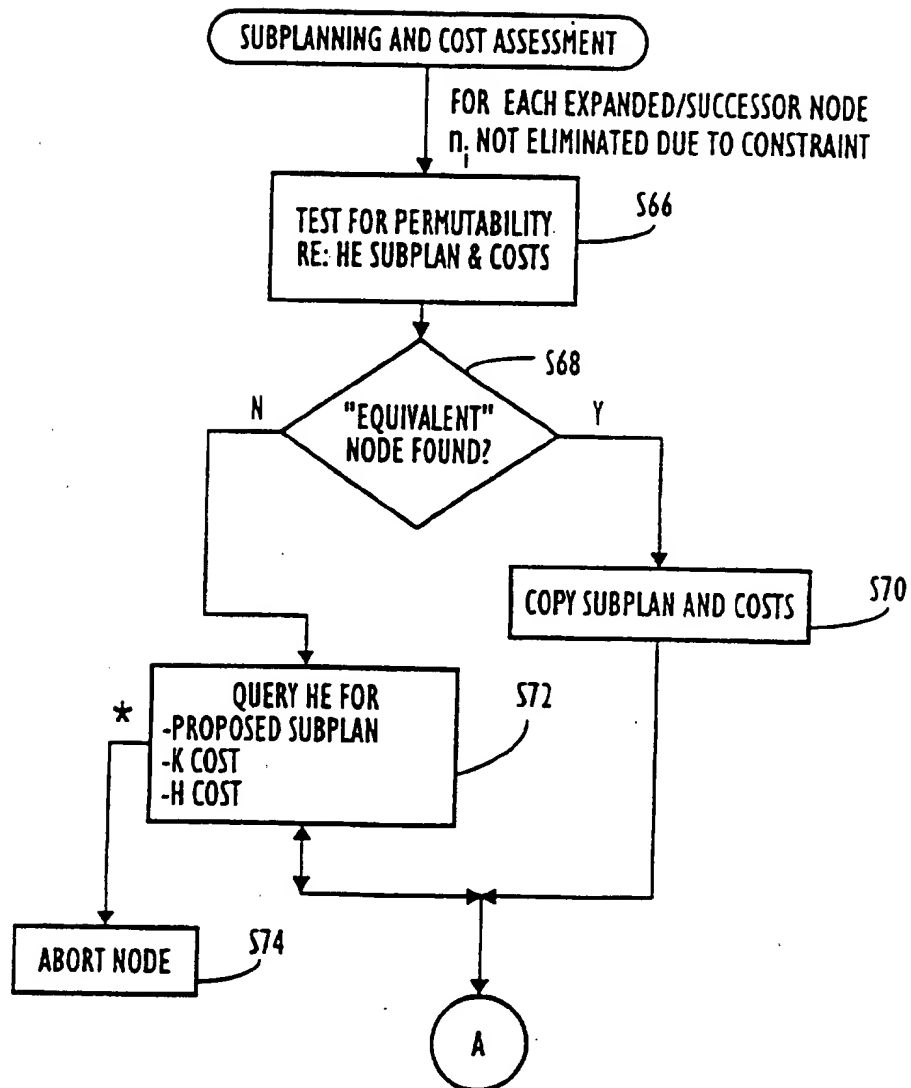 SUBPLANNING AND COST ASSESSMENT
FOR EACH EXPANDED/SUCCESSOR NODE
ni NOT ELIMINATED DUE TO CONSTRAINT
S66
TEST FOR PERMUTABILITY
RE: HE SUBPLAN & COSTS
S68
N
"EQUIVALENT"
NODE FOUND?
Y
COPY SUBPLAN AND COSTS
S70
*
QUERY HE FOR
-PROPOSED SUBPLAN
-K COST
-H COST
S72
ABORT NODE
S74
A